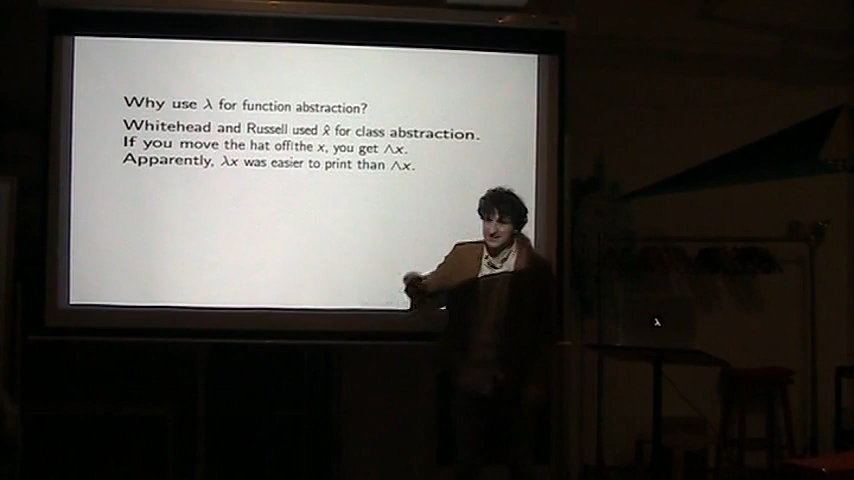 Why use λ for function abstraction?
Whitehead and Russell used x̂ for class abstraction.
If you move the hat off the x, you get ∧x.
Apparently, λx was easier to print than ∧x.
λ